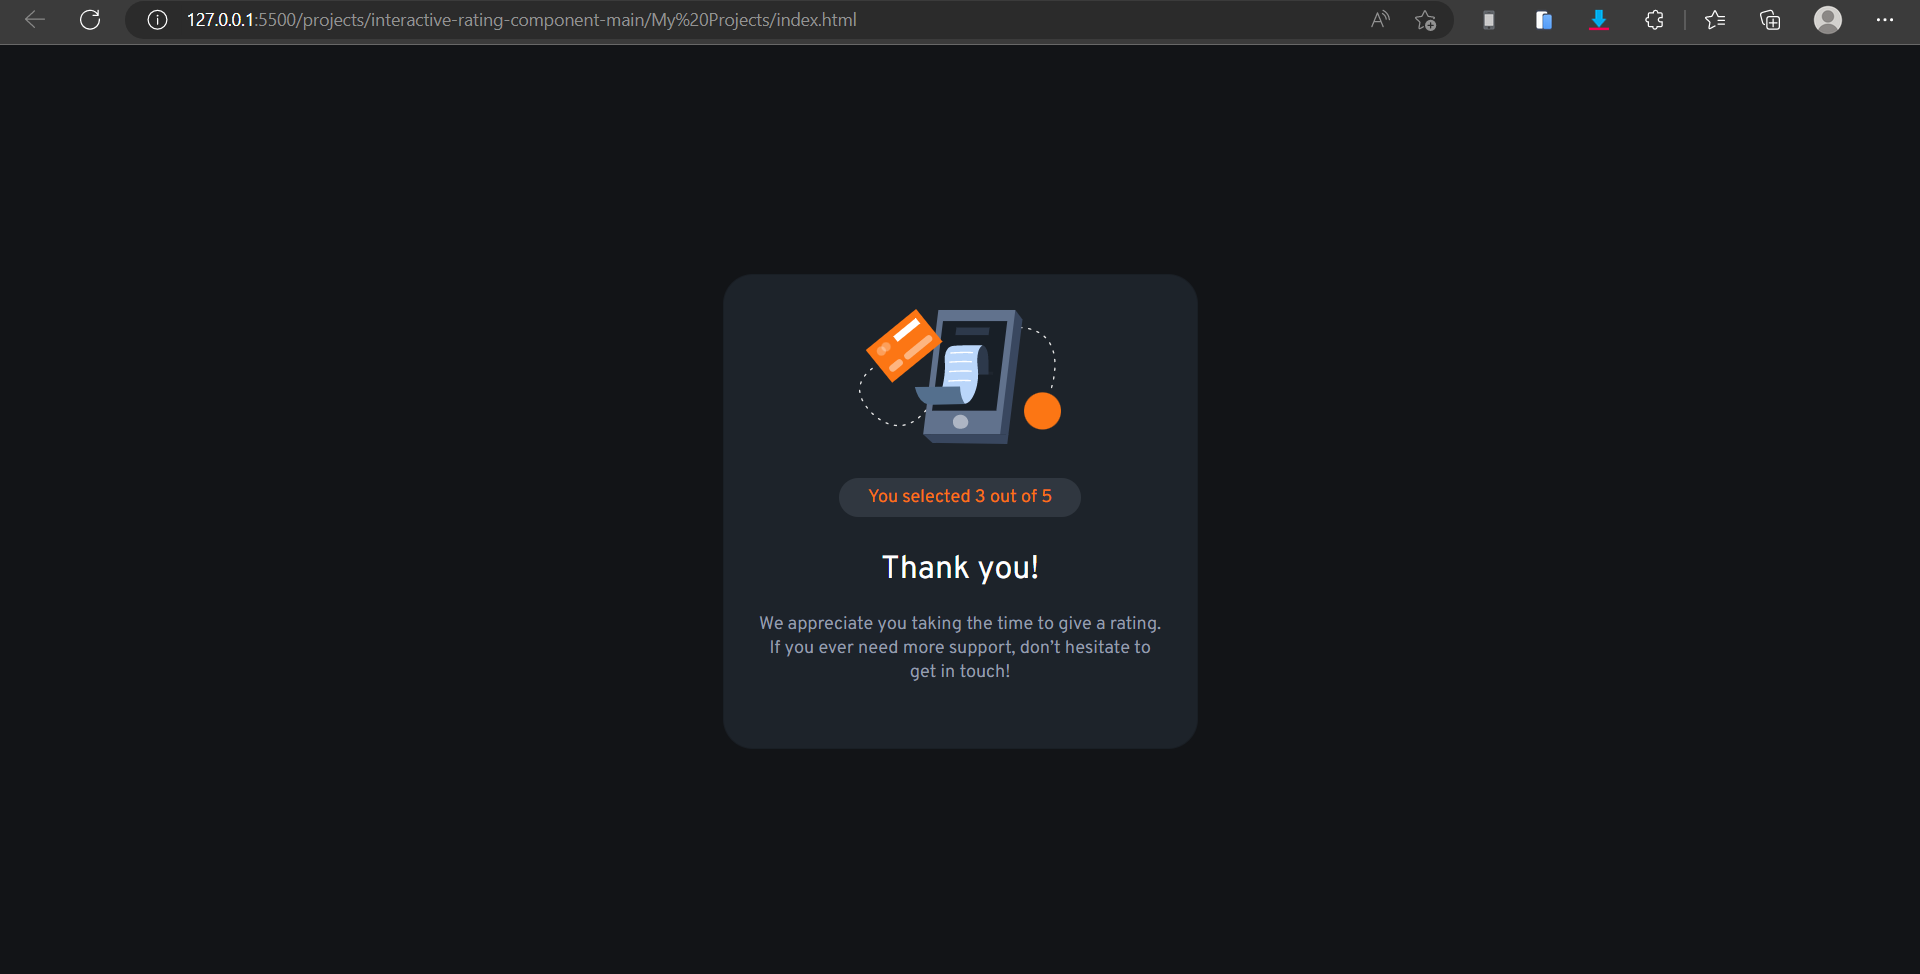 127.0.0.1:5500/projects/interactive-rating-component-main/My%20Projects/index.html
You selected 3 out of 5
Thank you!
We appreciate you taking the time to give a rating.
If you ever need more support, don’t hesitate to
get in touch!